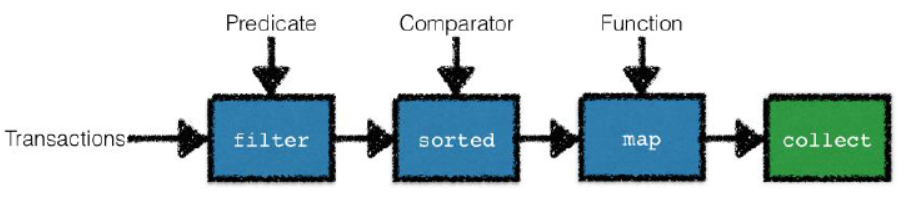 Predicate Comparator Function
Transactions filter sorted map collect